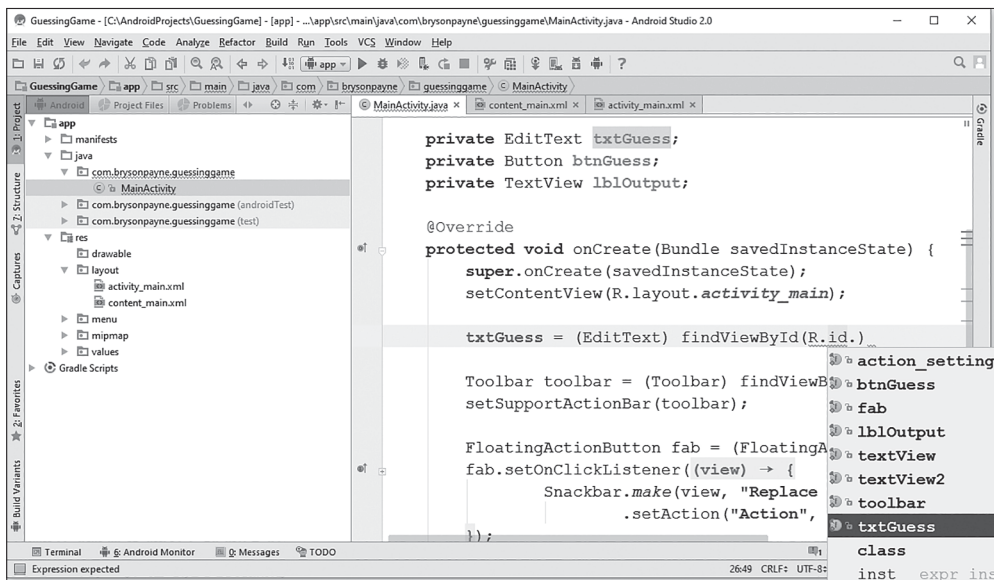 GuessingGame - [C:\AndroidProjects\GuessingGame] - [app] - ...\app\src\main\java\com\brysonpayne\guessinggame\MainActivity.java - Android Studio 2.0
File Edit View Navigate Code Analyze Refactor Build Run Tools VCS Window Help
app
GuessingGame app src main java com brysonpayne guessinggame MainActivity
Android Project Files Problems
MainActivity.java content_main.xml activity_main.xml
1: Project
Z: Structure
Captures
2: Favorites
Build Variants
Gradle
app
manifests
java
com.brysonpayne.guessinggame
MainActivity
com.brysonpayne.guessinggame (androidTest)
com.brysonpayne.guessinggame (test)
res
drawable
layout
activity_main.xml
content_main.xml
menu
mipmap
values
Gradle Scripts
private EditText txtGuess;
private Button btnGuess;
private TextView lblOutput;
@Override
protected void onCreate(Bundle savedInstanceState) {
super.onCreate(savedInstanceState);
setContentView(R.layout.activity_main);
txtGuess = (EditText) findViewById(R.id.)
Toolbar toolbar = (Toolbar) findViewB
setSupportActionBar(toolbar);
FloatingActionButton fab = (FloatingA
fab.setOnClickListener((view) → {
Snackbar.make(view, "Replace
.setAction("Action",
});
action_setting
btnGuess
fab
lblOutput
textView
textView2
toolbar
txtGuess
class
inst expr ins
Terminal 6: Android Monitor 0: Messages TODO
1
Expression expected
26:49 CRLF UTF-8